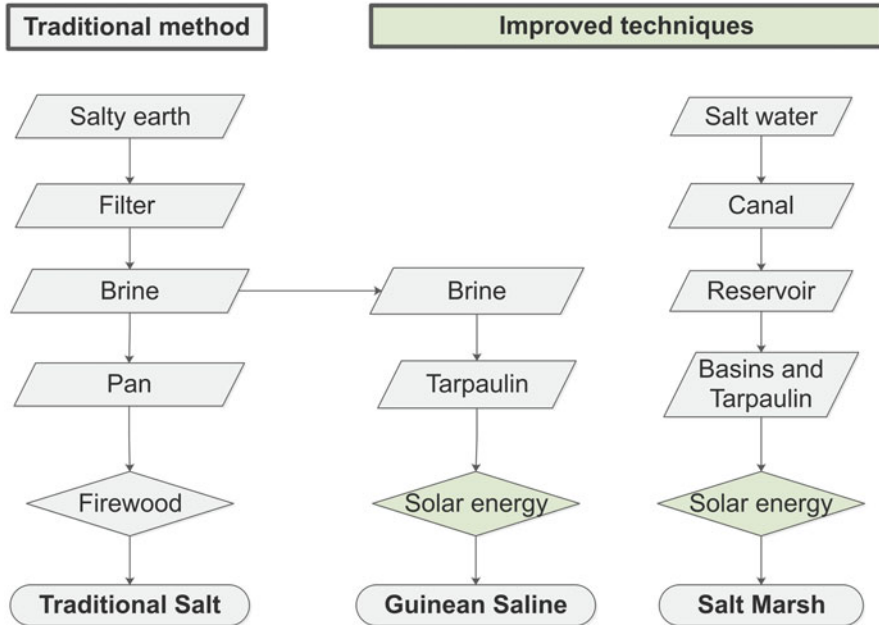 Traditional method
Improved techniques
Salty earth
Filter
Brine
Pan
Firewood
Traditional Salt
Brine
Tarpaulin
Solar energy
Guinean Saline
Salt water
Canal
Reservoir
Basins and
Tarpaulin
Solar energy
Salt Marsh